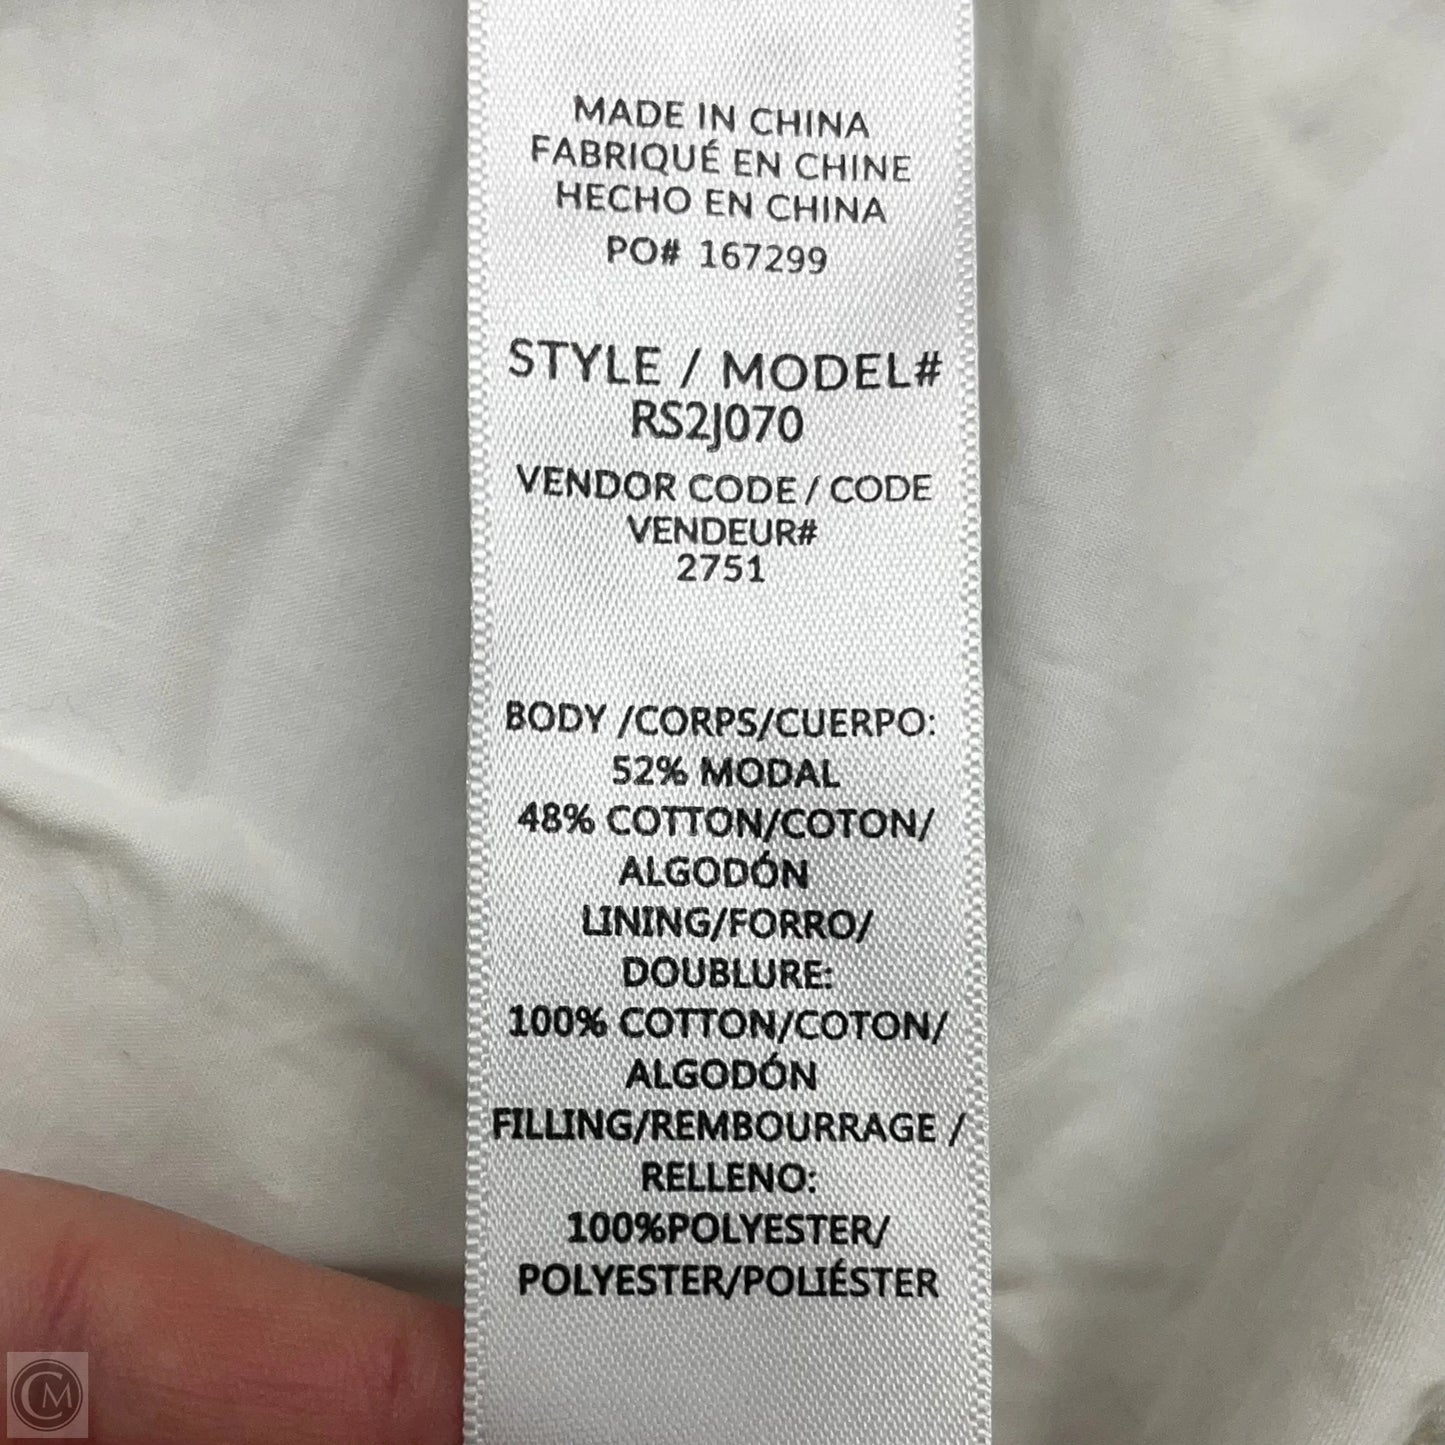 MADE IN CHINA
FABRIQUÉ EN CHINE
HECHO EN CHINA
PO# 167299
STYLE / MODEL#
RS2J070
VENDOR CODE / CODE
VENDEUR#
2751
BODY /CORPS/CUERPO:
52% MODAL
48% COTTON/COTON/
ALGODÓN
LINING/FORRO/
DOUBLURE:
100% COTTON/COTON/
ALGODÓN
FILLING/REMBOURRAGE /
RELLENO:
100%POLYESTER/
POLYESTER/POLIÉSTER
CM